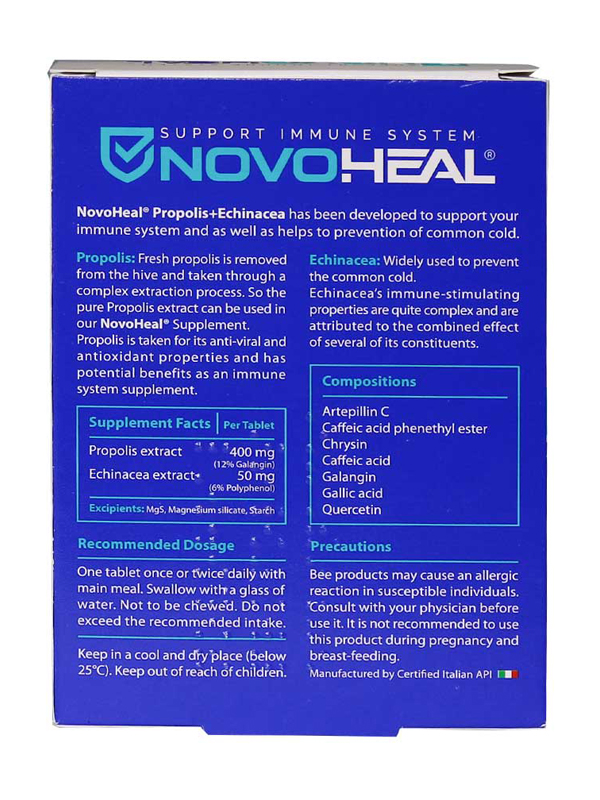 SUPPORT IMMUNE SYSTEM
NOVOHEAL®
NovoHeal® Propolis+Echinacea has been developed to support your
immune system and as well as helps to prevention of common cold.
Propolis: Fresh propolis is removed
from the hive and taken through a
complex extraction process. So the
pure Propolis extract can be used in
our NovoHeal® Supplement.
Propolis is taken for its anti-viral and
antioxidant properties and has
potential benefits as an immune
system supplement.
Supplement Facts Per Tablet
Propolis extract 400 mg
(12% Galangin)
Echinacea extract 50 mg
(6% Polyphenol)
Excipients: MgS, Magnesium silicate, Starch
Recommended Dosage
One tablet once or twice daily with
main meal. Swallow with a glass of
water. Not to be chewed. Do not
exceed the recommended intake.
Keep in a cool and dry place (below
25°C). Keep out of reach of children.
Echinacea: Widely used to prevent
the common cold.
Echinacea's immune-stimulating
properties are quite complex and are
attributed to the combined effect
of several of its constituents.
Compositions
Artepillin C
Caffeic acid phenethyl ester
Chrysin
Caffeic acid
Galangin
Gallic acid
Quercetin
Precautions
Bee products may cause an allergic
reaction in susceptible individuals.
Consult with your physician before
use it. It is not recommended to use
this product during pregnancy and
breast-feeding.
Manufactured by Certified Italian API